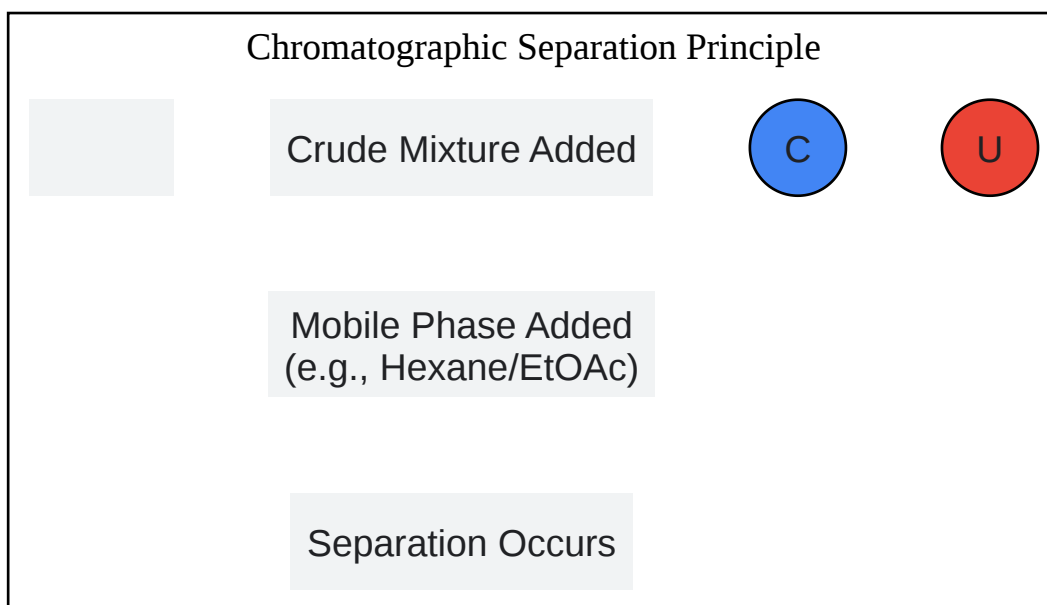 Chromatographic Separation Principle
Crude Mixture Added
C
U
Mobile Phase Added
(e.g., Hexane/EtOAc)
Separation Occurs